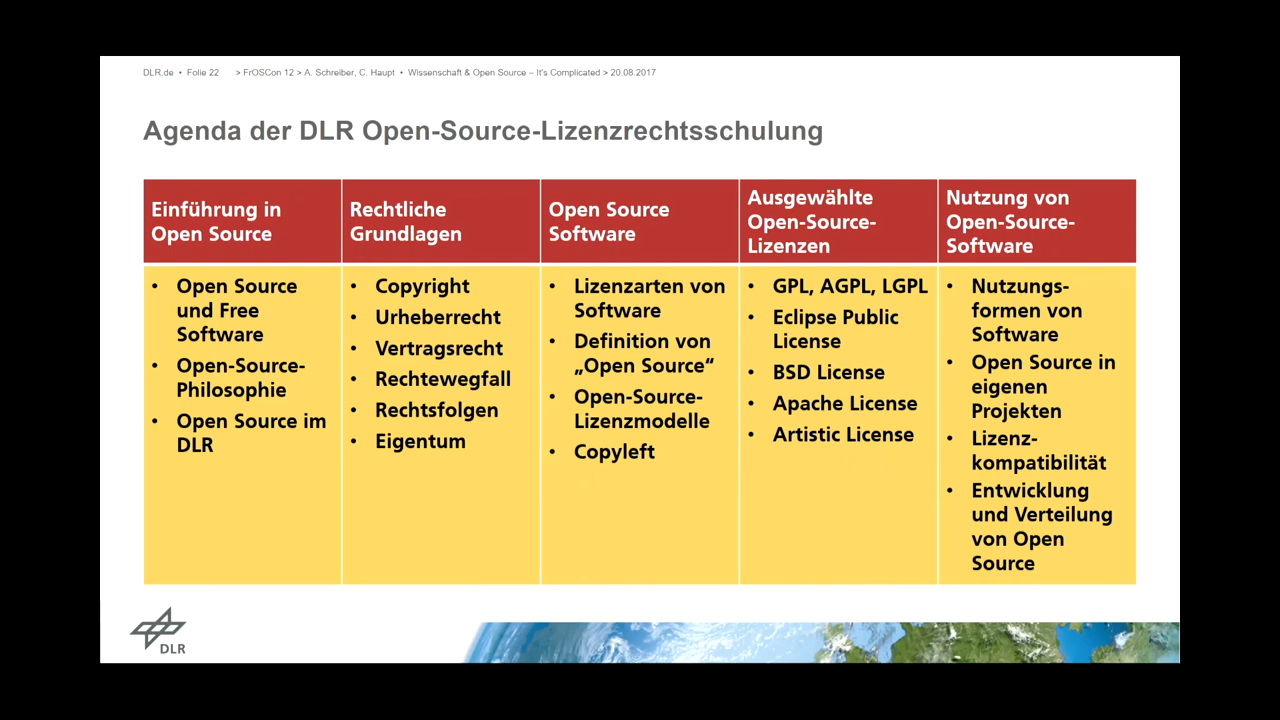 DLR.de • Folie 22 > FrOSCon 12 > A. Schreiber, C. Haupt • Wissenschaft & Open Source – It's Complicated > 20.08.2017
Agenda der DLR Open-Source-Lizenzrechtsschulung
Einführung in
Open Source
• Open Source
und Free
Software
• Open-Source-
Philosophie
• Open Source im
DLR
Rechtliche
Grundlagen
• Copyright
• Urheberrecht
• Vertragsrecht
• Rechtewegfall
• Rechtsfolgen
• Eigentum
Open Source
Software
• Lizenzarten von
Software
• Definition von
„Open Source“
• Open-Source-
Lizenzmodelle
• Copyleft
Ausgewählte
Open-Source-
Lizenzen
• GPL, AGPL, LGPL
• Eclipse Public
License
• BSD License
• Apache License
• Artistic License
Nutzung von
Open-Source-
Software
• Nutzungs-
formen von
Software
• Open Source in
eigenen
Projekten
• Lizenz-
kompatibilität
• Entwicklung
und Verteilung
von Open
Source
DLR